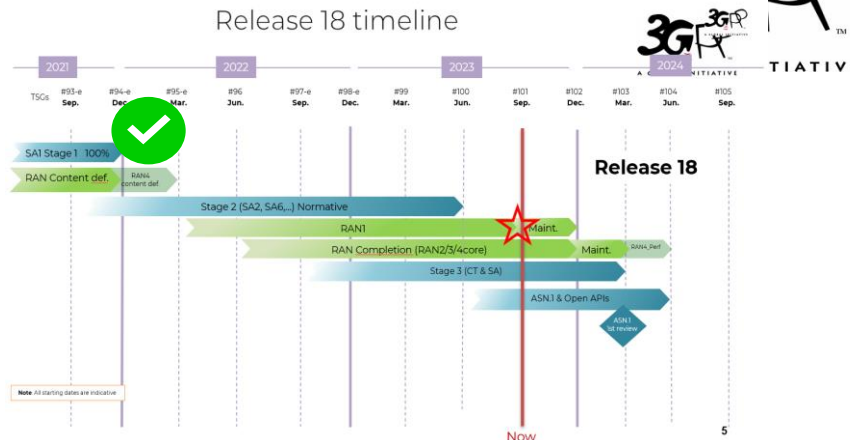 Release 18 timeline
3GPP
A GLOBAL INITIATIVE
TM
TIATIV
2021
2022
2023
2024
TSGs
#93-e
#94-e
#95-e
#96
#97-e
#98-e
#99
#100
#101
#102
#103
#104
#105
Sep.
Dec.
Mar.
Jun.
Sep.
Dec.
Mar.
Jun.
Sep.
Dec.
Mar.
Jun.
Sep.
SA1 Stage 1 100%
RAN Content def.
RAN4
content def.
Release 18
Stage 2 (SA2, SA6,...) Normative
RAN1
Maint.
RAN Completion (RAN2/3/4core)
Maint.
RAN4_Perf
Stage 3 (CT & SA)
ASN.1 & Open APIs
ASN.1
1st review
Note: All starting dates are indicative
Now
5